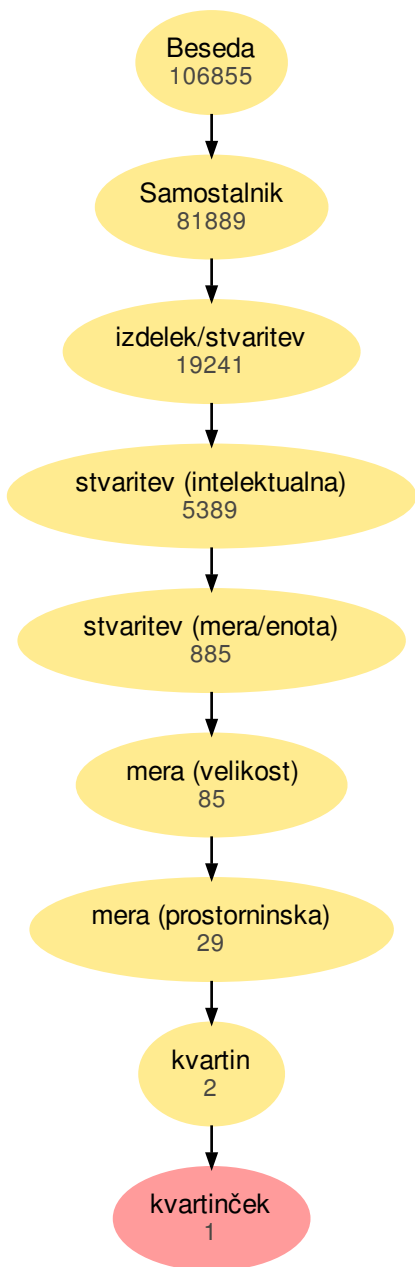 Beseda
106855
Samostalnik
81889
izdelek/stvaritev
19241
stvaritev (intelektualna)
5389
stvaritev (mera/enota)
885
mera (velikost)
85
mera (prostorninska)
29
kvartin
2
kvartinček
1